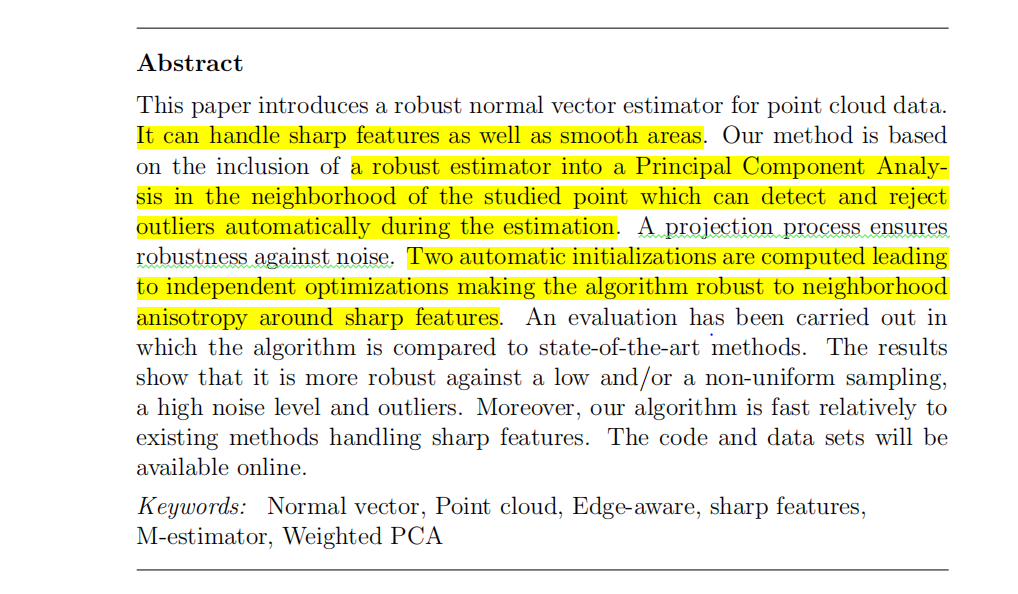 Abstract
This paper introduces a robust normal vector estimator for point cloud data.
It can handle sharp features as well as smooth areas. Our method is based
on the inclusion of a robust estimator into a Principal Component Analy-
sis in the neighborhood of the studied point which can detect and reject
outliers automatically during the estimation. A projection process ensures
robustness against noise. Two automatic initializations are computed leading
to independent optimizations making the algorithm robust to neighborhood
anisotropy around sharp features. An evaluation has been carried out in
which the algorithm is compared to state-of-the-art methods. The results
show that it is more robust against a low and/or a non-uniform sampling,
a high noise level and outliers. Moreover, our algorithm is fast relatively to
existing methods handling sharp features. The code and data sets will be
available online.
Keywords: Normal vector, Point cloud, Edge-aware, sharp features,
M-estimator, Weighted PCA